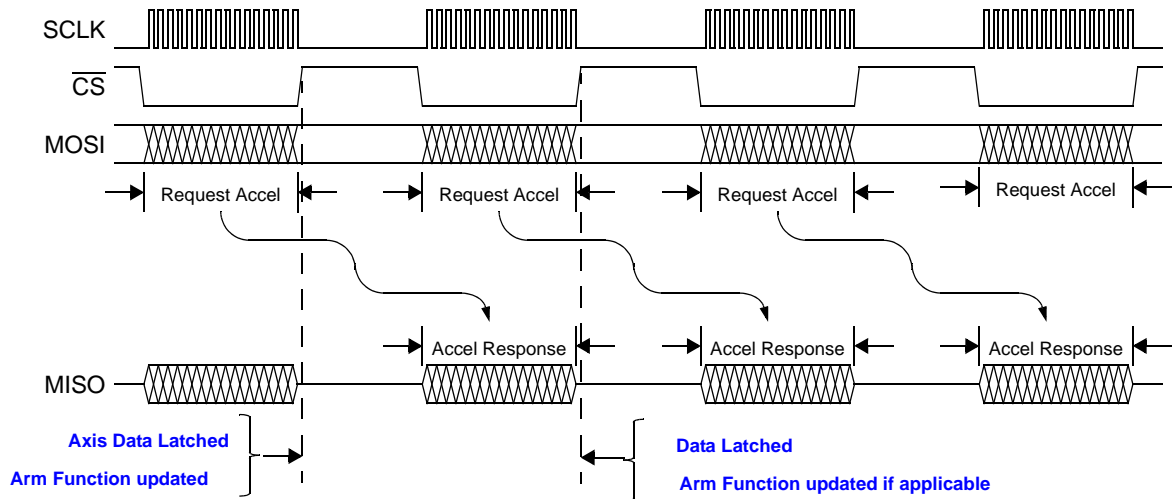 SCLK
CS
MOSI
Request Accel
Request Accel
Request Accel
Request Accel
Accel Response
Accel Response
Accel Response
MISO
Axis Data Latched
Arm Function updated
Data Latched
Arm Function updated if applicable